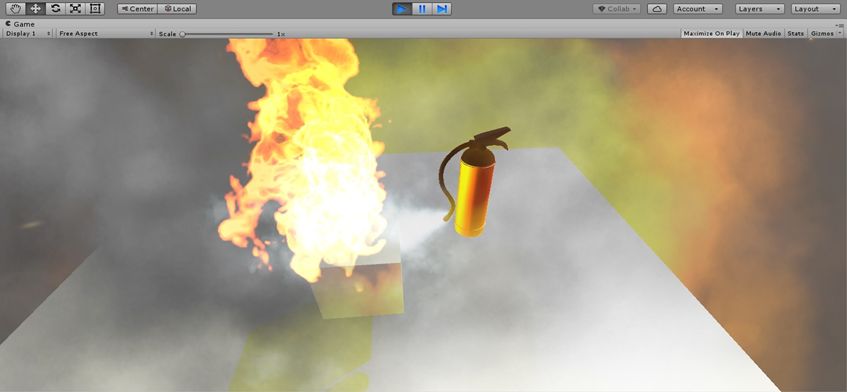 Center Local Collab Account Layers Layout
Game
Display 1 Free Aspect Scale 1x Maximize On Play Mute Audio Stats Gizmos